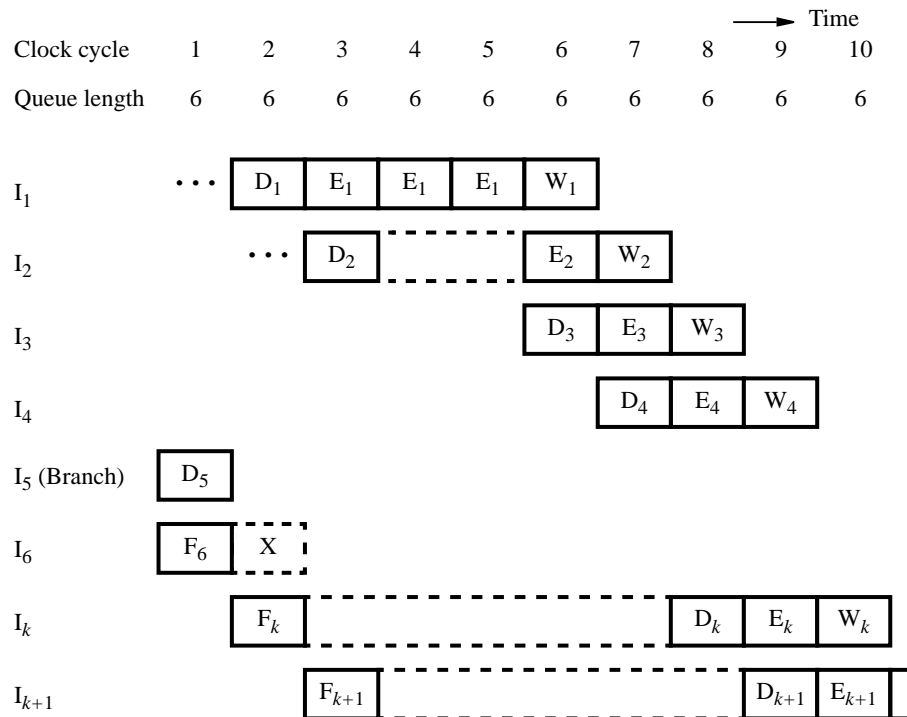 Time
Clock cycle 1 2 3 4 5 6 7 8 9 10
Queue length 6 6 6 6 6 6 6 6 6 6
I₁ • • • D₁ E₁ E₁ E₁ W₁
I₂ • • • D₂ E₂ W₂
I₃ D₃ E₃ W₃
I₄ D₄ E₄ W₄
I₅ (Branch) D₅
I₆ F₆ X
Iₖ Fₖ Dₖ Eₖ Wₖ
Iₖ₊₁ Fₖ₊₁ Dₖ₊₁ Eₖ₊₁